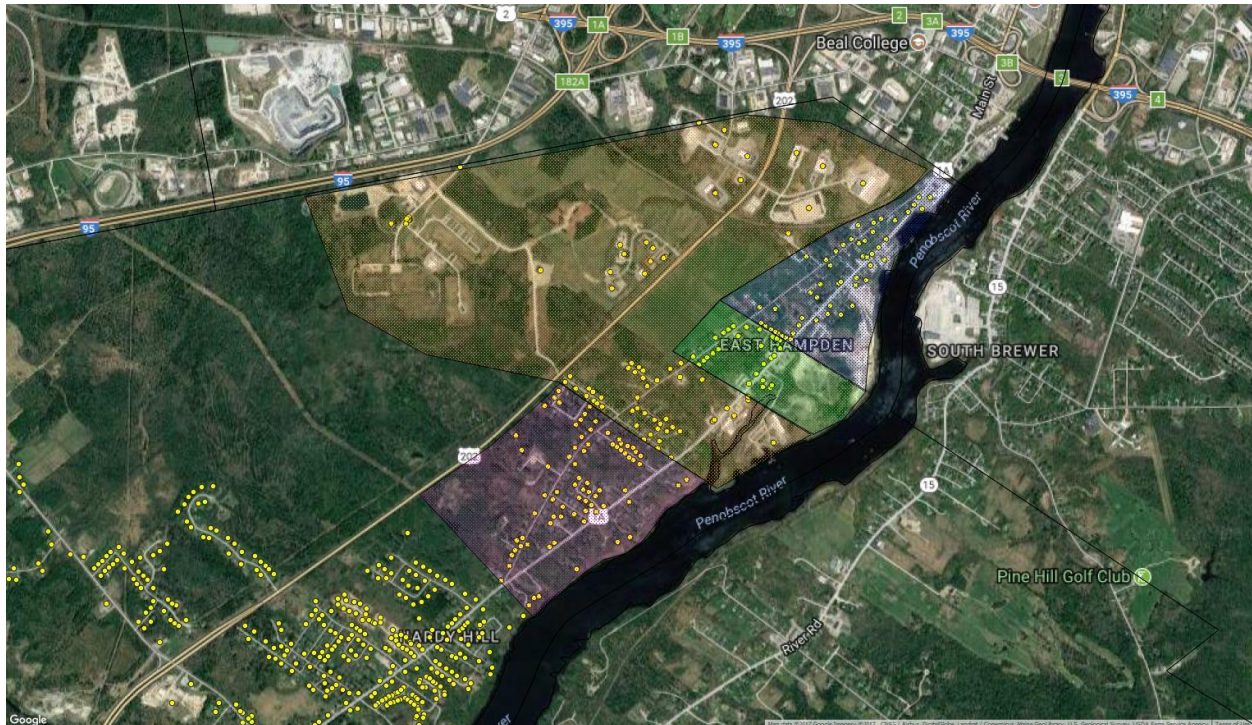 2
395
1A
1B
395
2
3A
Beal College
3B
395
7
4
182A
202
Main St
95
95
Penobscot River
15
EAST HAMPDEN
SOUTH BREWER
202
15
Penobscot River
Pine Hill Golf Club
River Rd
HARDY HILL
Google